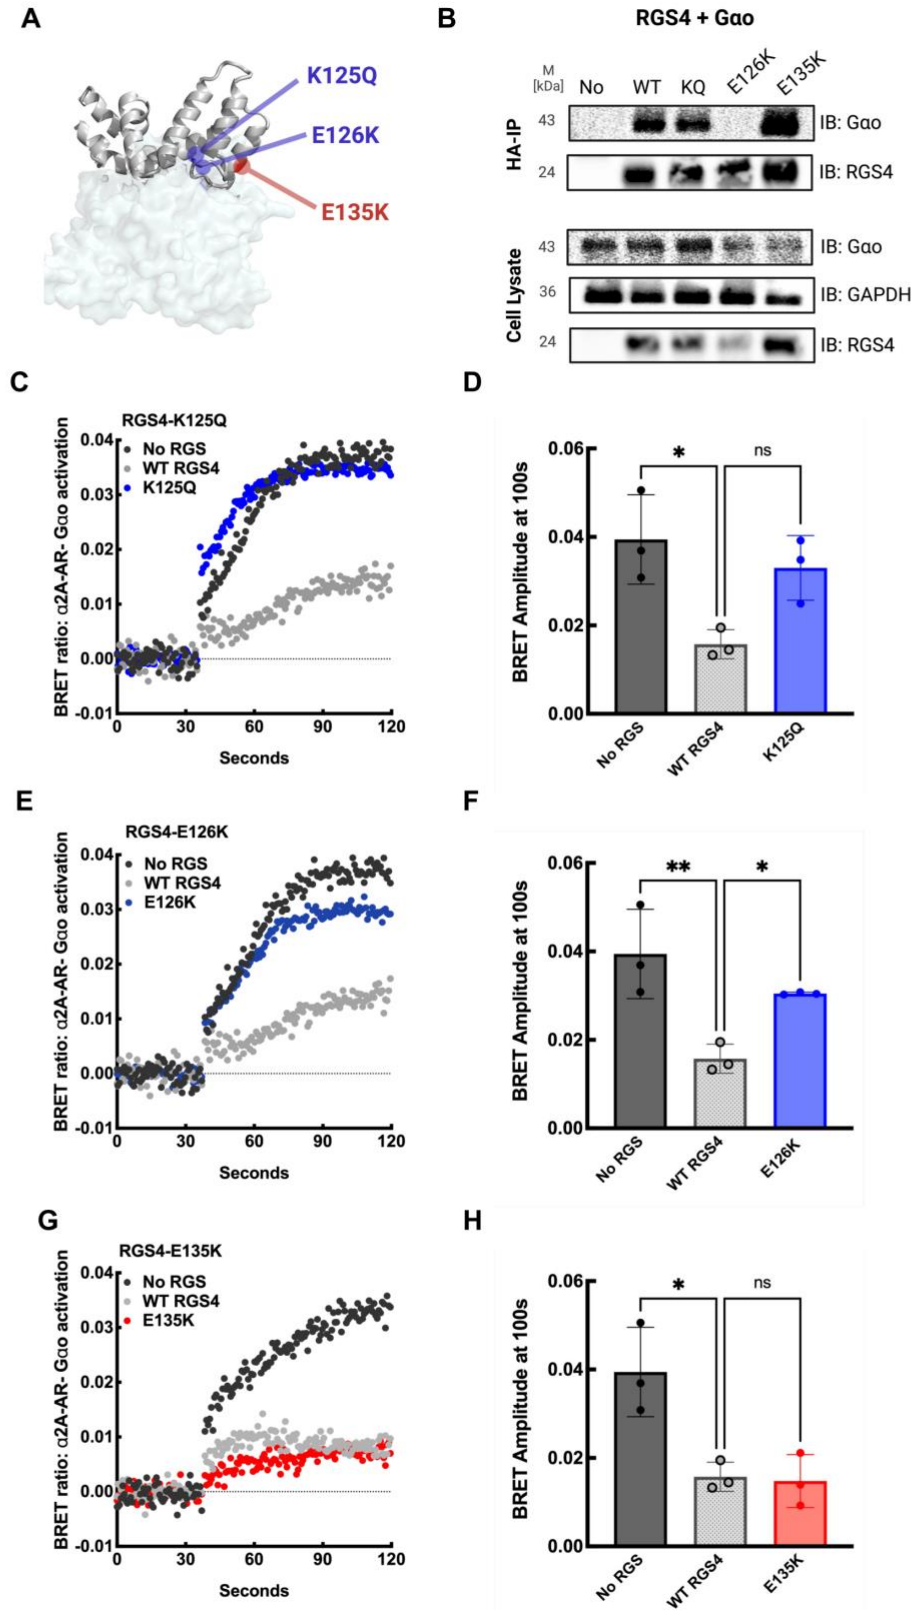 A
K125Q
E126K
E135K
B
RGS4 + Gαo
M
[kDa]
No
WT
KQ
E126K
E135K
HA-IP
43
IB: Gαo
24
IB: RGS4
Cell Lysate
43
IB: Gαo
36
IB: GAPDH
24
IB: RGS4
C
RGS4-K125Q
No RGS
WT RGS4
K125Q
BRET ratio: α2A-AR- Gαo activation
0.04
0.03
0.02
0.01
0.00
-0.01
0 30 60 90 120
Seconds
D
BRET Amplitude at 100s
0.06
0.04
0.02
0.00
*
ns
No RGS
WT RGS4
K125Q
E
RGS4-E126K
No RGS
WT RGS4
E126K
BRET ratio: α2A-AR- Gαo activation
0.04
0.03
0.02
0.01
0.00
-0.01
0 30 60 90 120
Seconds
F
BRET Amplitude at 100s
0.06
0.04
0.02
0.00
**
*
No RGS
WT RGS4
E126K
G
RGS4-E135K
No RGS
WT RGS4
E135K
BRET ratio: α2A-AR- Gαo activation
0.04
0.03
0.02
0.01
0.00
-0.01
0 30 60 90 120
Seconds
H
BRET Amplitude at 100s
0.06
0.04
0.02
0.00
*
ns
No RGS
WT RGS4
E135K